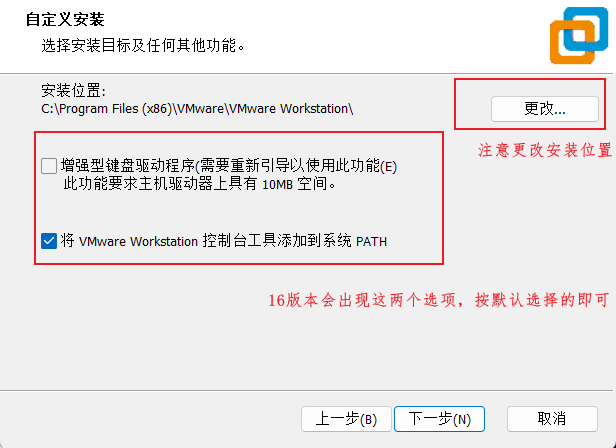 自定义安装
选择安装目标及任何其他功能。
安装位置:
C:\Program Files (x86)\VMware\VMware Workstation\
更改...
注意更改安装位置
增强型键盘驱动程序(需要重新引导以使用此功能(E)
此功能要求主机驱动器上具有 10MB 空间。
将 VMware Workstation 控制台工具添加到系统 PATH
16版本会出现这两个选项，按默认选择的即可
上一步(B)
下一步(N)
取消